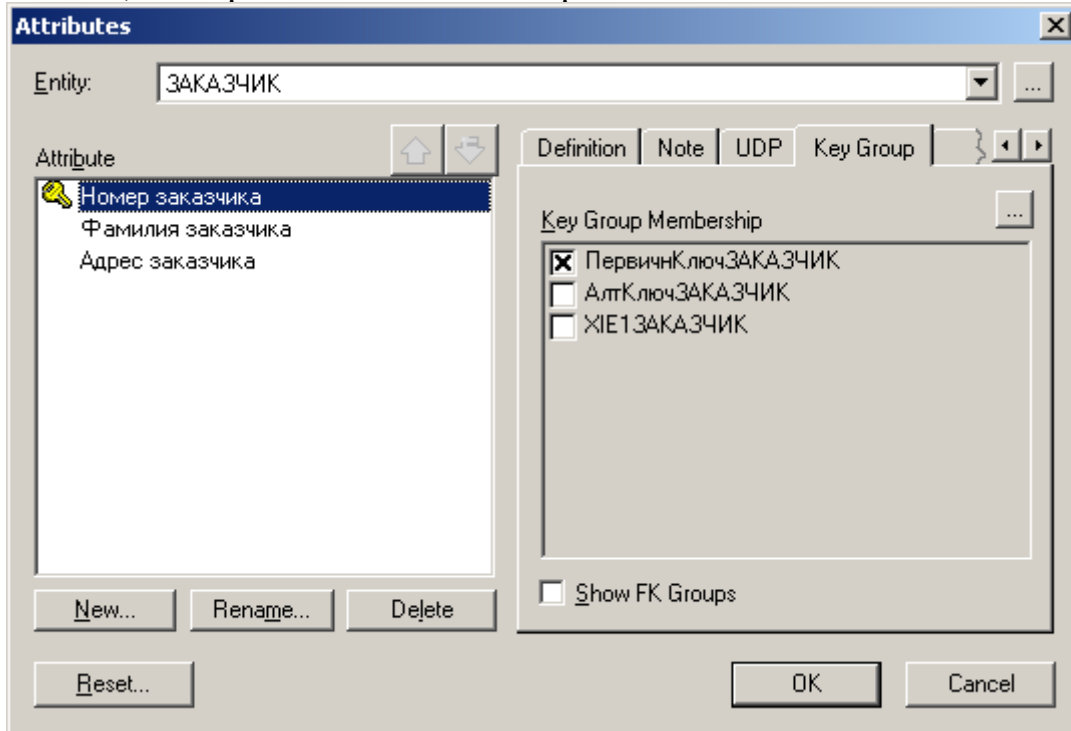 Attributes
Entity:
ЗАКАЗЧИК
...
Attribute
Номер заказчика
Фамилия заказчика
Адрес заказчика
New...
Rename...
Delete
Definition
Note
UDP
Key Group
Key Group Membership
...
ПервичнКлючЗАКАЗЧИК
АлтКлючЗАКАЗЧИК
XIE1ЗАКАЗЧИК
Show FK Groups
Reset...
OK
Cancel